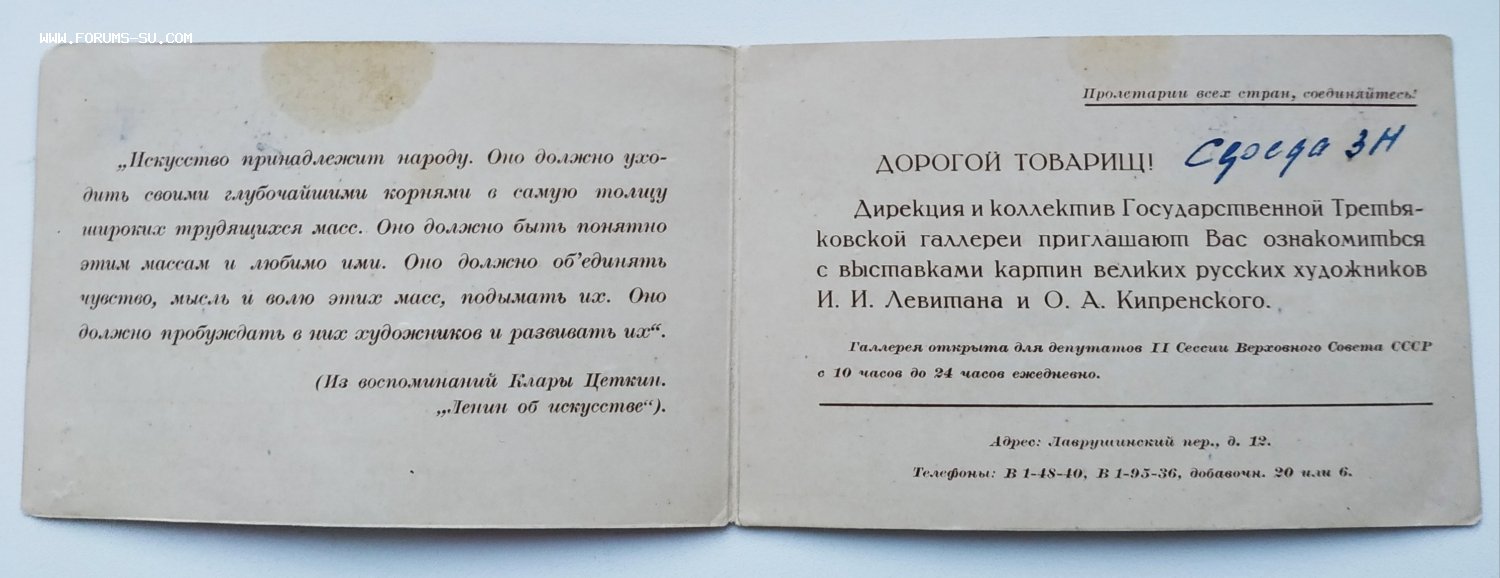 www.forums-su.com
„Искусство принадлежит народу. Оно должно ухо-
дить своими глубочайшими корнями в самую толщу
широких трудящихся масс. Оно должно быть понятно
этим массам и любимо ими. Оно должно об’единять
чувство, мысль и волю этих масс, подымать их. Оно
должно пробуждать в них художников и развивать их“.
(Из воспоминаний Клары Цеткин.
„Ленин об искусстве“).
Пролетарии всех стран, соединяйтесь!
ДОРОГОЙ ТОВАРИЩ! Среда 3Н
Дирекция и коллектив Государственной Третья-
ковской галлереи приглашают Вас ознакомиться
с выставками картин великих русских художников
И. И. Левитана и О. А. Кипренского.
Галлерея открыта для депутатов II Сессии Верховного Совета СССР
с 10 часов до 24 часов ежедневно.
Адрес: Лаврушинский пер., д. 12.
Телефоны: В 1-48-40, В 1-95-36, добавочн. 20 или 6.